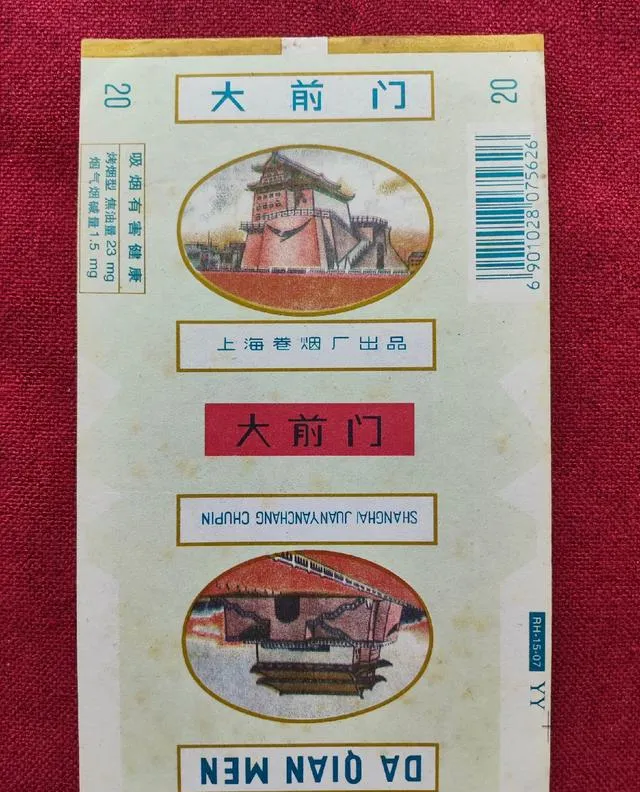 20
大前门
20
吸烟有害健康
烤烟型 焦油量 23 mg
烟气烟碱量 1.5 mg
6901028075626
上海卷烟厂出品
大前门
SHANGHAI JUANYANCHANG CHUPIN
RH-15-07
YY
DA QIAN MEN